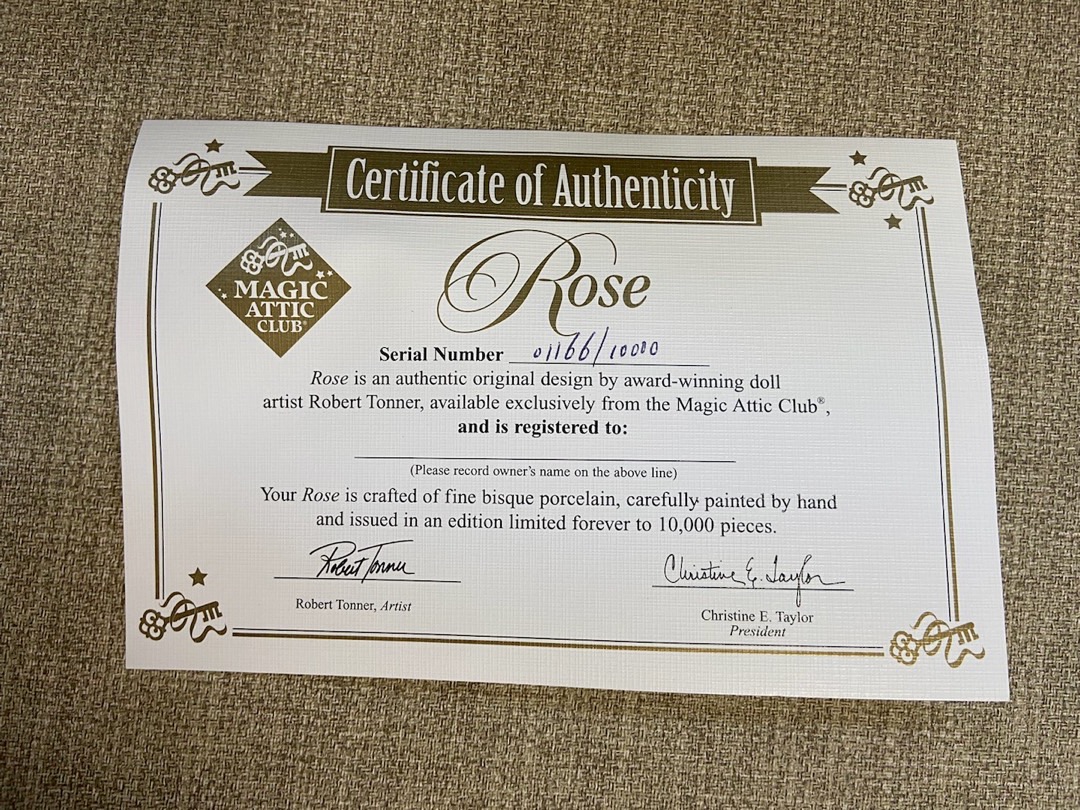 Certificate of Authenticity
MAGIC
ATTIC
CLUB®
Rose
Serial Number 01166/10000
Rose is an authentic original design by award-winning doll
artist Robert Tonner, available exclusively from the Magic Attic Club®,
and is registered to:
(Please record owner's name on the above line)
Your Rose is crafted of fine bisque porcelain, carefully painted by hand
and issued in an edition limited forever to 10,000 pieces.
Robert Tonner
Christine E. Taylor
Robert Tonner, Artist
Christine E. Taylor
President